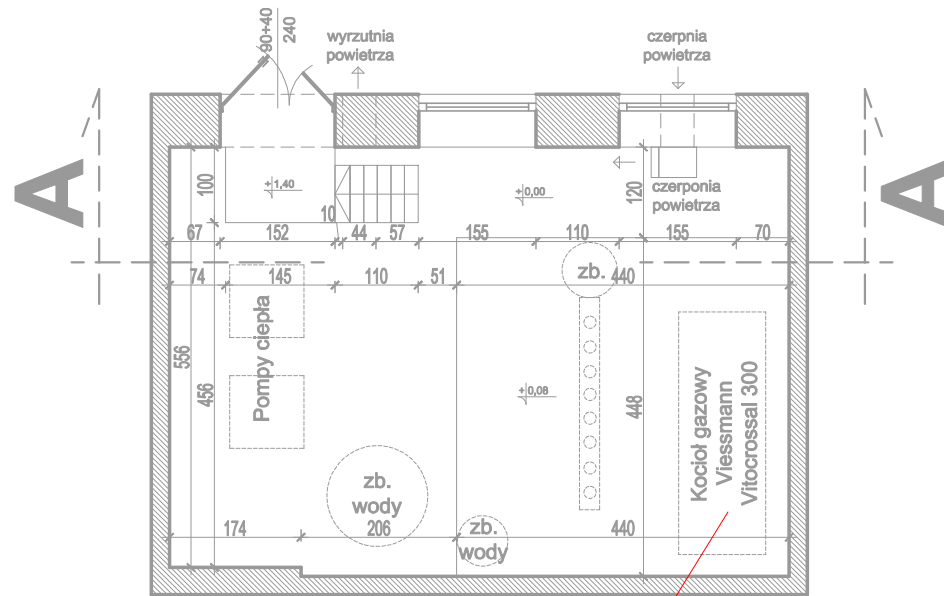 90+40
240
wyrzutnia
powietrza
czerpnia
powietrza
A
A
100
+1,40
10
+0,00
120
czerponia
powietrza
67
152
44
57
155
110
155
70
74
145
110
51
zb.
440
Pompy ciepła
556
456
+0,08
448
Kocioł gazowy
Viessmann
Vitocrossal 300
zb.
wody
174
206
zb.
wody
440